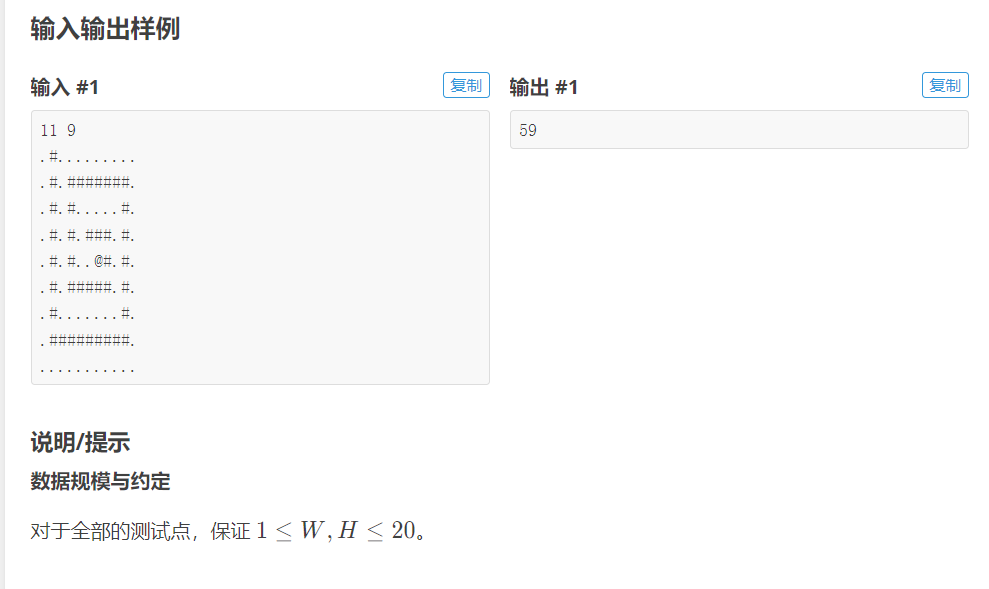 输入输出样例
输入 #1
复制
11 9
.#.........
.#.#######.
.#.#.....#.
.#.#.###.#.
.#.#..@#.#.
.#.#####.#.
.#.......#.
.#########.
...........
输出 #1
复制
59
说明/提示
数据规模与约定
对于全部的测试点，保证 1 ≤ W, H ≤ 20。